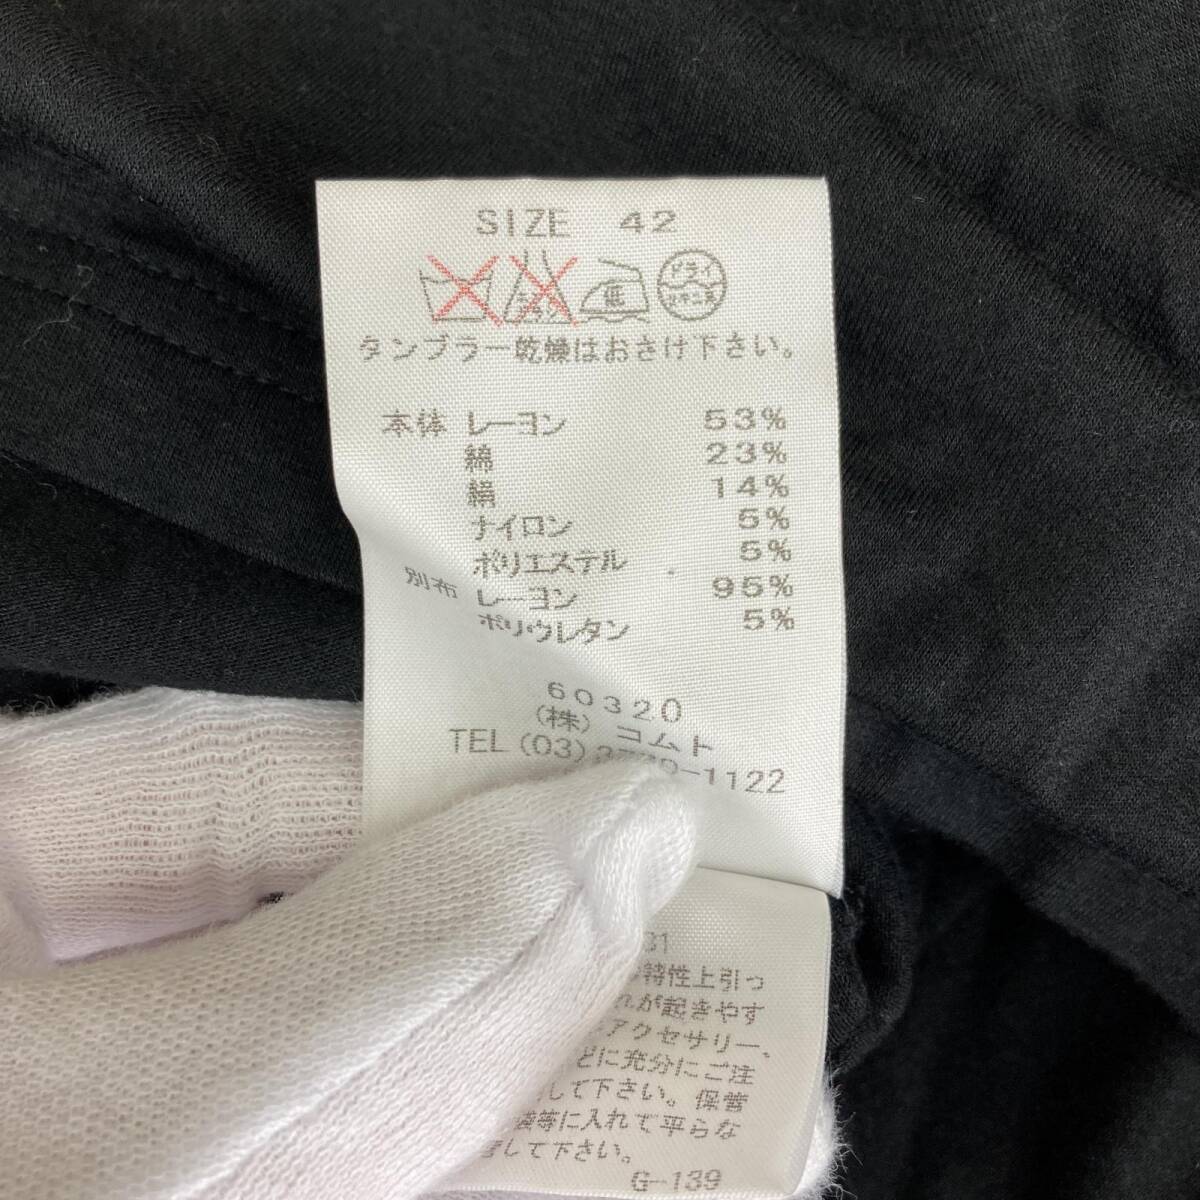 SIZE 42
低 ドライ
タンブラー乾燥はおさけ下さい。
本体 レーヨン 53%
綿 23%
絹 14%
ナイロン 5%
ポリエステル 5%
別布 レーヨン 95%
ポリウレタン 5%
60320
(株) コムト
TEL (03) -1122
31
特性上引っ
が起きやす
アクセサリー、
どに充分にご注
して下さい。保管
袋等に入れて平らな
して下さい。
G-139